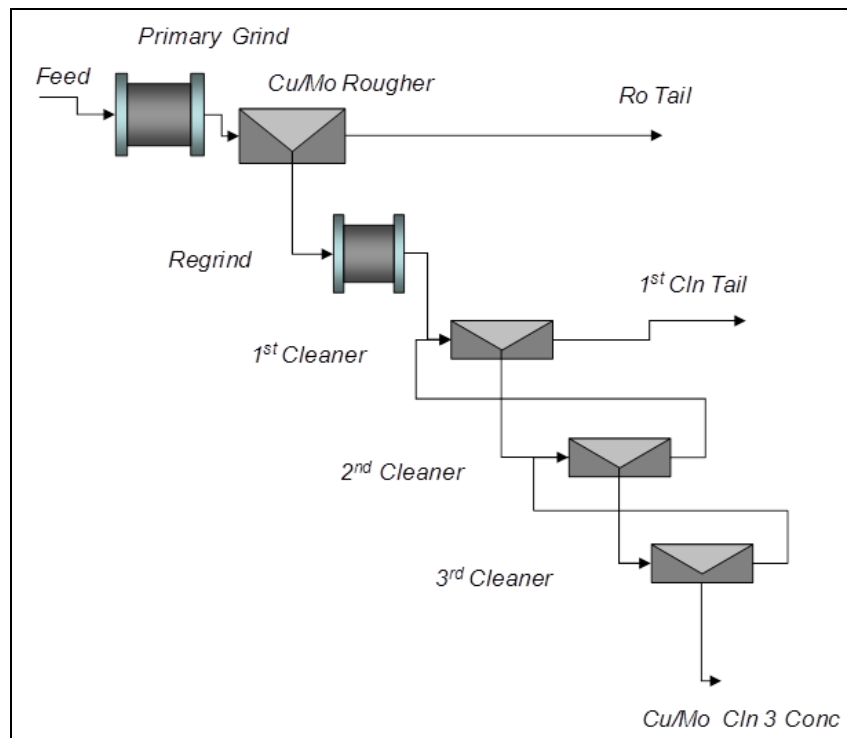 Primary Grind
Feed
Cu/Mo Rougher
Ro Tail
Regrind
1st Cln Tail
1st Cleaner
2nd Cleaner
3rd Cleaner
Cu/Mo Cln 3 Conc